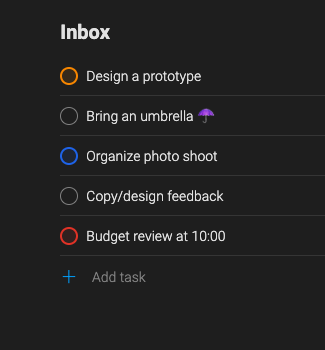 Inbox
Design a prototype
Bring an umbrella ☂
Organize photo shoot
Copy/design feedback
Budget review at 10:00
Add task